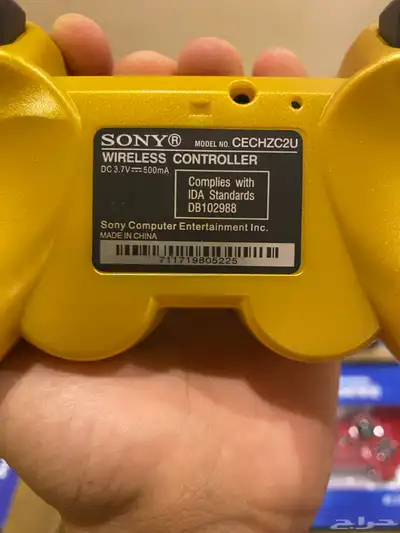 SONY® MODEL NO. CECHZC2U
WIRELESS CONTROLLER
DC 3.7V⎓500mA
Complies with
IDA Standards
DB102988
Sony Computer Entertainment Inc.
MADE IN CHINA
711719805225
حراج